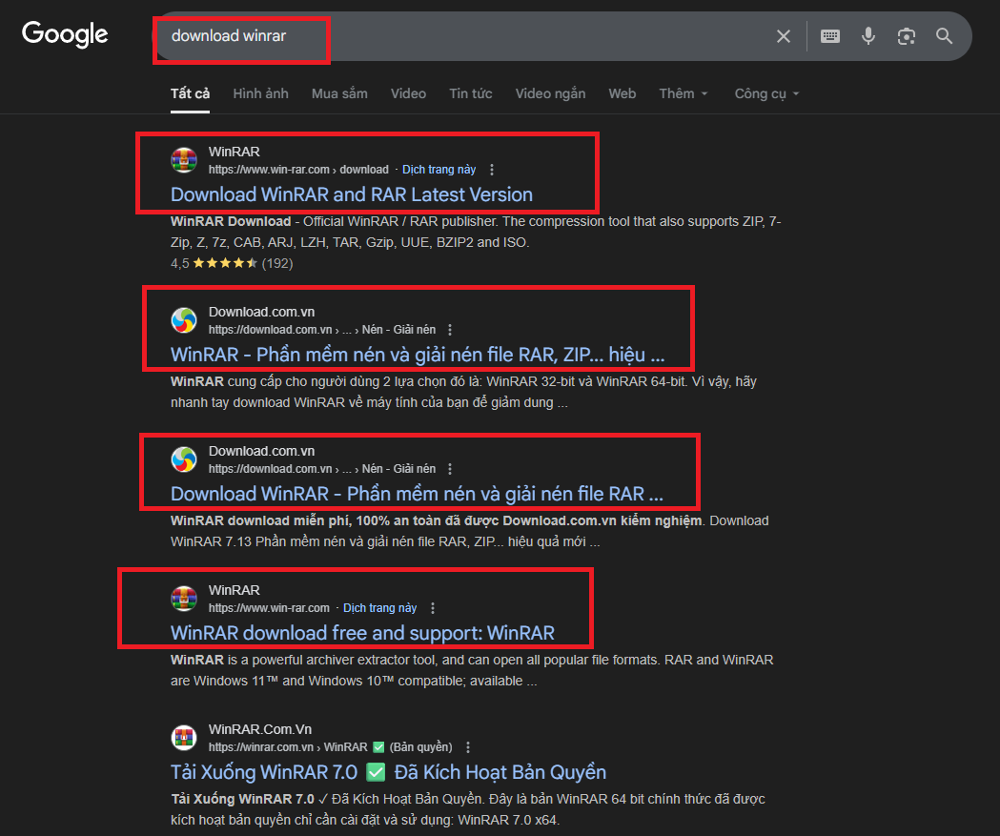 Google
download winrar
Tất cả Hình ảnh Mua sắm Video Tin tức Video ngắn Web Thêm Công cụ
WinRAR
https://www.win-rar.com › download · Dịch trang này
Download WinRAR and RAR Latest Version
WinRAR Download - Official WinRAR / RAR publisher. The compression tool that also supports ZIP, 7-
Zip, Z, 7z, CAB, ARJ, LZH, TAR, Gzip, UUE, BZIP2 and ISO.
4,5 ★★★★★ (192)
Download.com.vn
https://download.com.vn › ... › Nén - Giải nén
WinRAR - Phần mềm nén và giải nén file RAR, ZIP... hiệu ...
WinRAR cung cấp cho người dùng 2 lựa chọn đó là: WinRAR 32-bit và WinRAR 64-bit. Vì vậy, hãy
nhanh tay download WinRAR về máy tính của bạn để giảm dung ...
Download.com.vn
https://download.com.vn › ... › Nén - Giải nén
Download WinRAR - Phần mềm nén và giải nén file RAR ...
WinRAR download miễn phí, 100% an toàn đã được Download.com.vn kiểm nghiệm. Download
WinRAR 7.13 Phần mềm nén và giải nén file RAR, ZIP... hiệu quả mới ...
WinRAR
https://www.win-rar.com · Dịch trang này
WinRAR download free and support: WinRAR
WinRAR is a powerful archiver extractor tool, and can open all popular file formats. RAR and WinRAR
are Windows 11™ and Windows 10™ compatible; available ...
WinRAR.Com.Vn
https://winrar.com.vn › WinRAR ✅ (Bản quyền)
Tải Xuống WinRAR 7.0 ✅ Đã Kích Hoạt Bản Quyền
Tải Xuống WinRAR 7.0 ✓ Đã Kích Hoạt Bản Quyền. Đây là bản WinRAR 64 bit chính thức đã được
kích hoạt bản quyền chỉ cần cài đặt và sử dụng: WinRAR 7.0 x64.